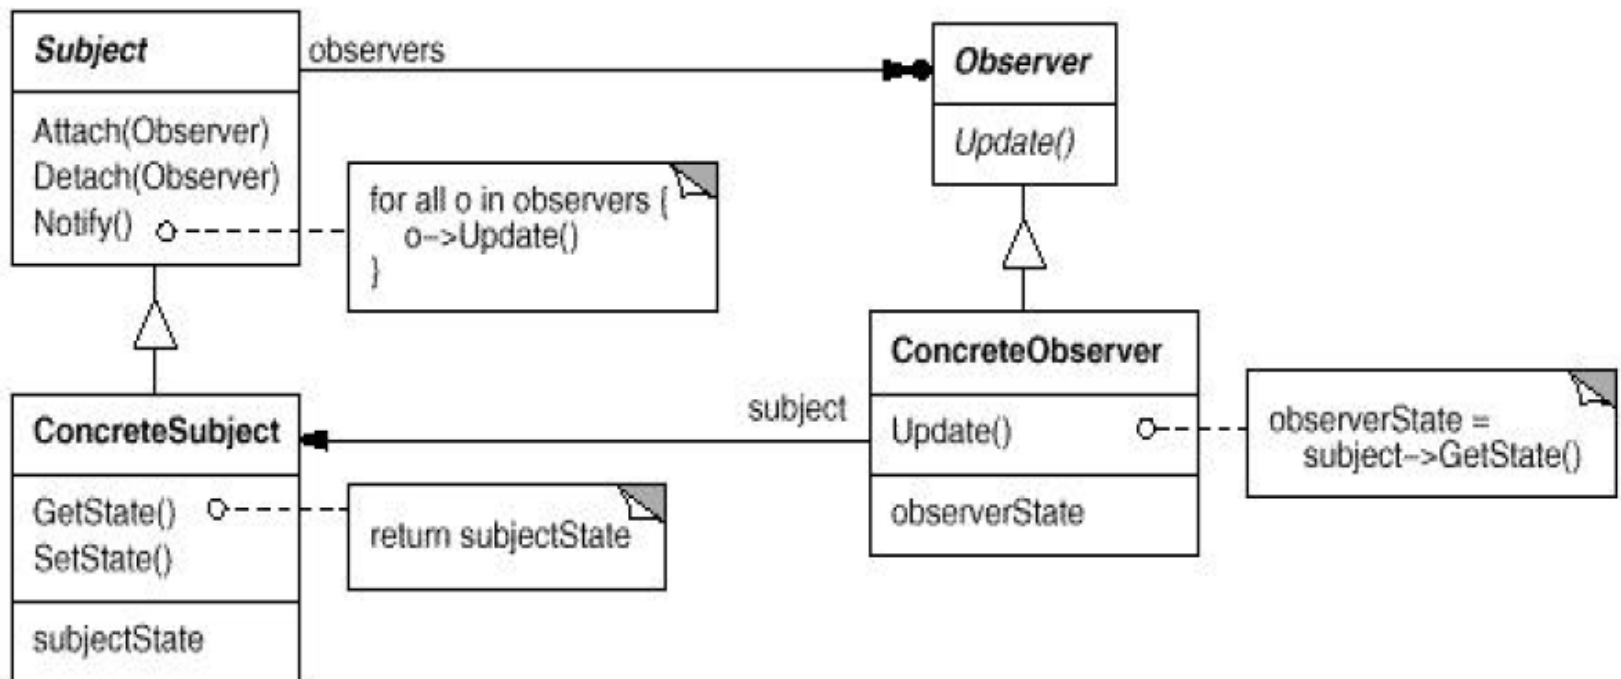 Subject
observers
Observer
Attach(Observer)
Detach(Observer)
Notify()
for all o in observers {
o->Update()
}
Update()
ConcreteSubject
subject
ConcreteObserver
GetState()
SetState()
return subjectState
Update()
observerState =
subject->GetState()
observerState
subjectState